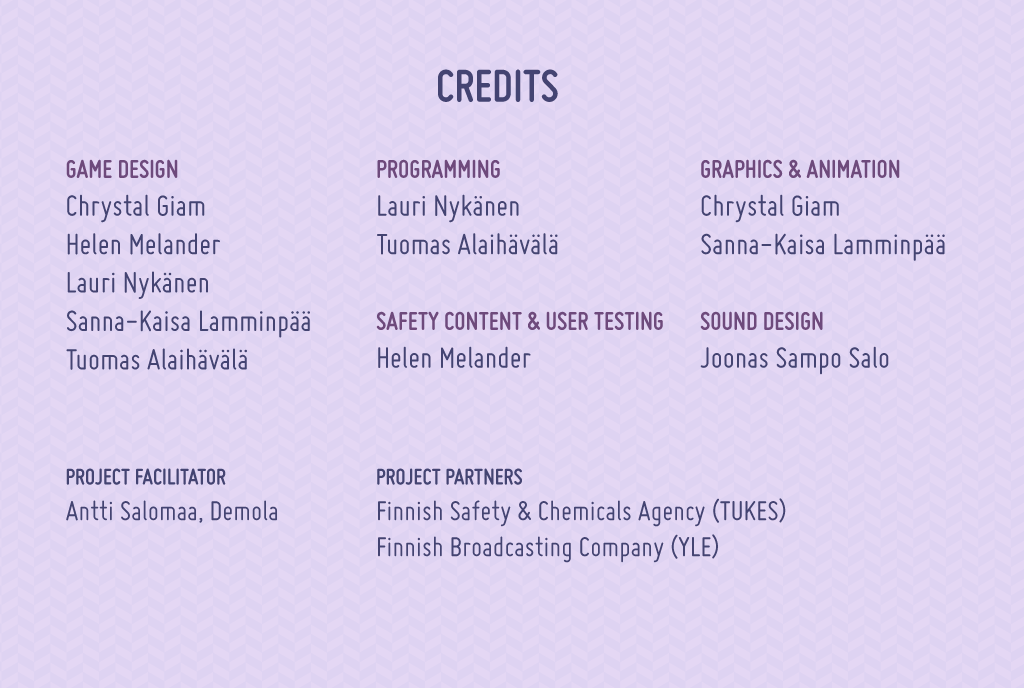 CREDITS
GAME DESIGN
Chrystal Giam
Helen Melander
Lauri Nykänen
Sanna-Kaisa Lamminpää
Tuomas Alaihävälä
PROGRAMMING
Lauri Nykänen
Tuomas Alaihävälä
SAFETY CONTENT & USER TESTING
Helen Melander
GRAPHICS & ANIMATION
Chrystal Giam
Sanna-Kaisa Lamminpää
SOUND DESIGN
Joonas Sampo Salo
PROJECT FACILITATOR
Antti Salomaa, Demola
PROJECT PARTNERS
Finnish Safety & Chemicals Agency (TUKES)
Finnish Broadcasting Company (YLE)